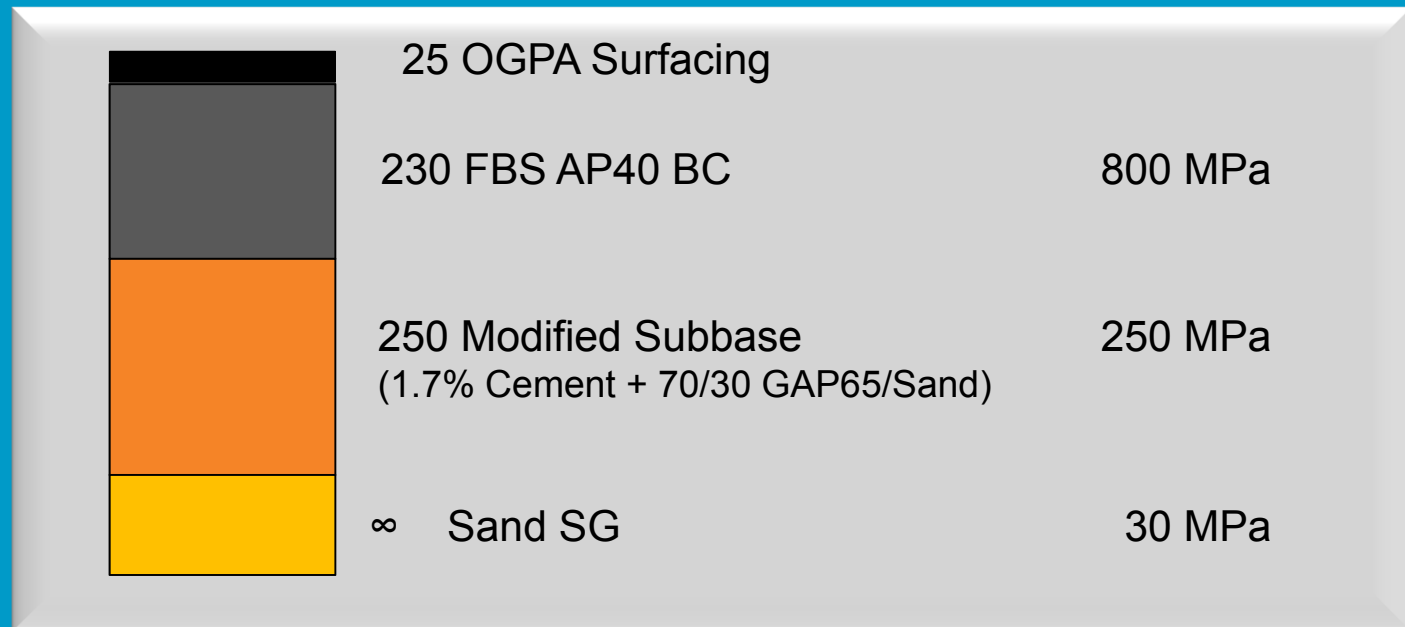 25 OGPA Surfacing
230 FBS AP40 BC 800 MPa
250 Modified Subbase 250 MPa
(1.7% Cement + 70/30 GAP65/Sand)
∞ Sand SG 30 MPa